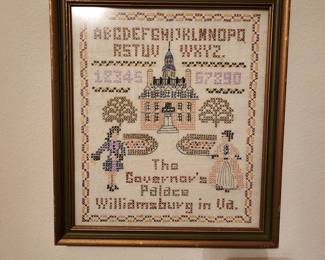 ABCDEFGHIJKLMNOPQ
RSTUV WXYZ.
12345 67890
The
Governor's
Palace
Williamsburg in Va.